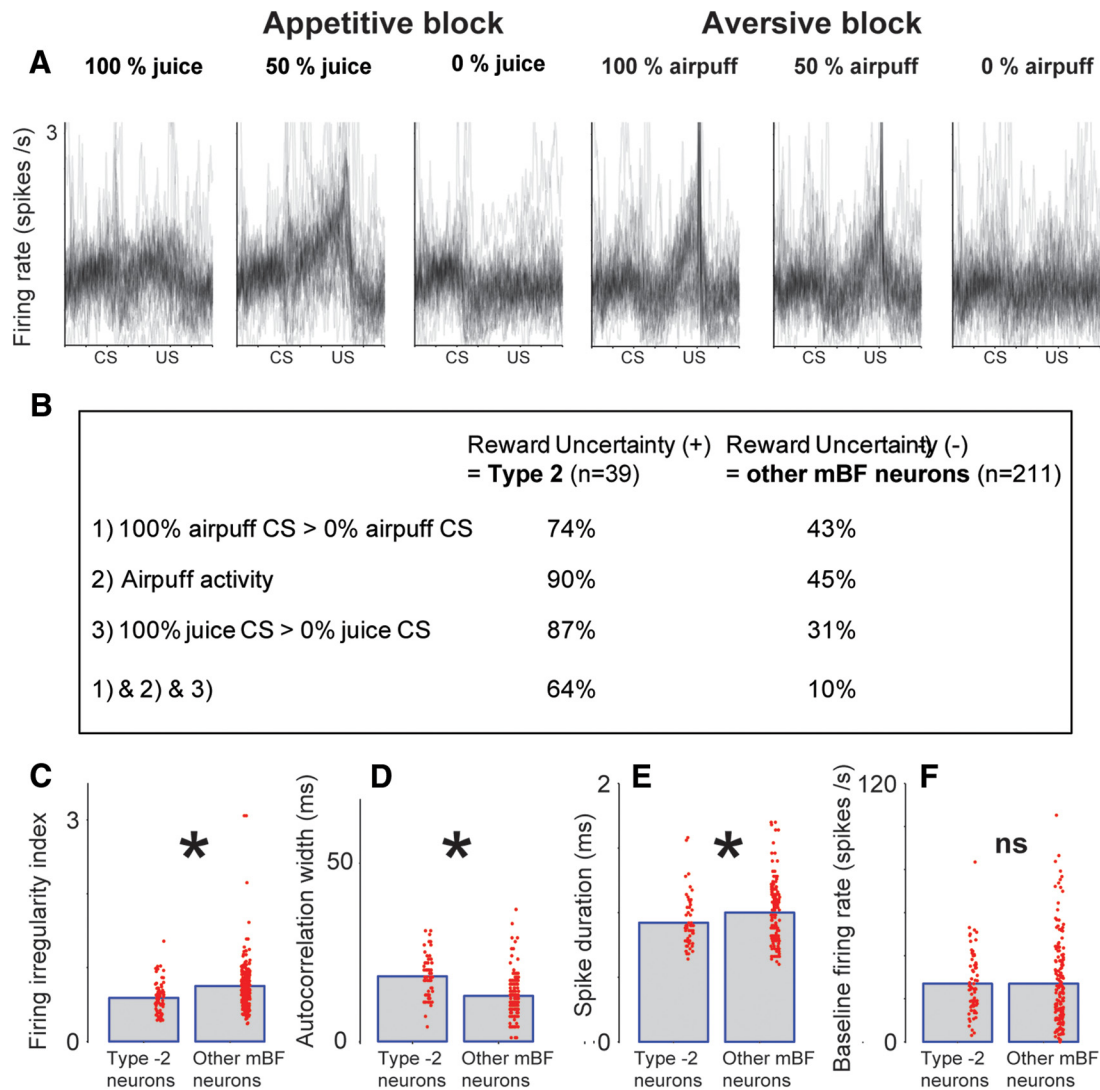 Appetitive block Aversive block
A 100 % juice 50 % juice 0 % juice 100 % airpuff 50 % airpuff 0 % airpuff
Firing rate (spikes /s)
3
CS US CS US CS US CS US CS US CS US
B
Reward Uncertainty (+) Reward Uncertainty (-)
= Type 2 (n=39) = other mBF neurons (n=211)
1) 100% airpuff CS > 0% airpuff CS 74% 43%
2) Airpuff activity 90% 45%
3) 100% juice CS > 0% juice CS 87% 31%
1) & 2) & 3) 64% 10%
C
Firing irregularity index
3
0
*
Type -2 Other mBF
neurons neurons
D
Autocorrelation width (ms)
50
0
*
Type -2 Other mBF
neurons neurons
E
Spike duration (ms)
2
0
*
Type -2 Other mBF
neurons neurons
F
Baseline firing rate (spikes /s)
120
0
ns
Type -2 Other mBF
neurons neurons